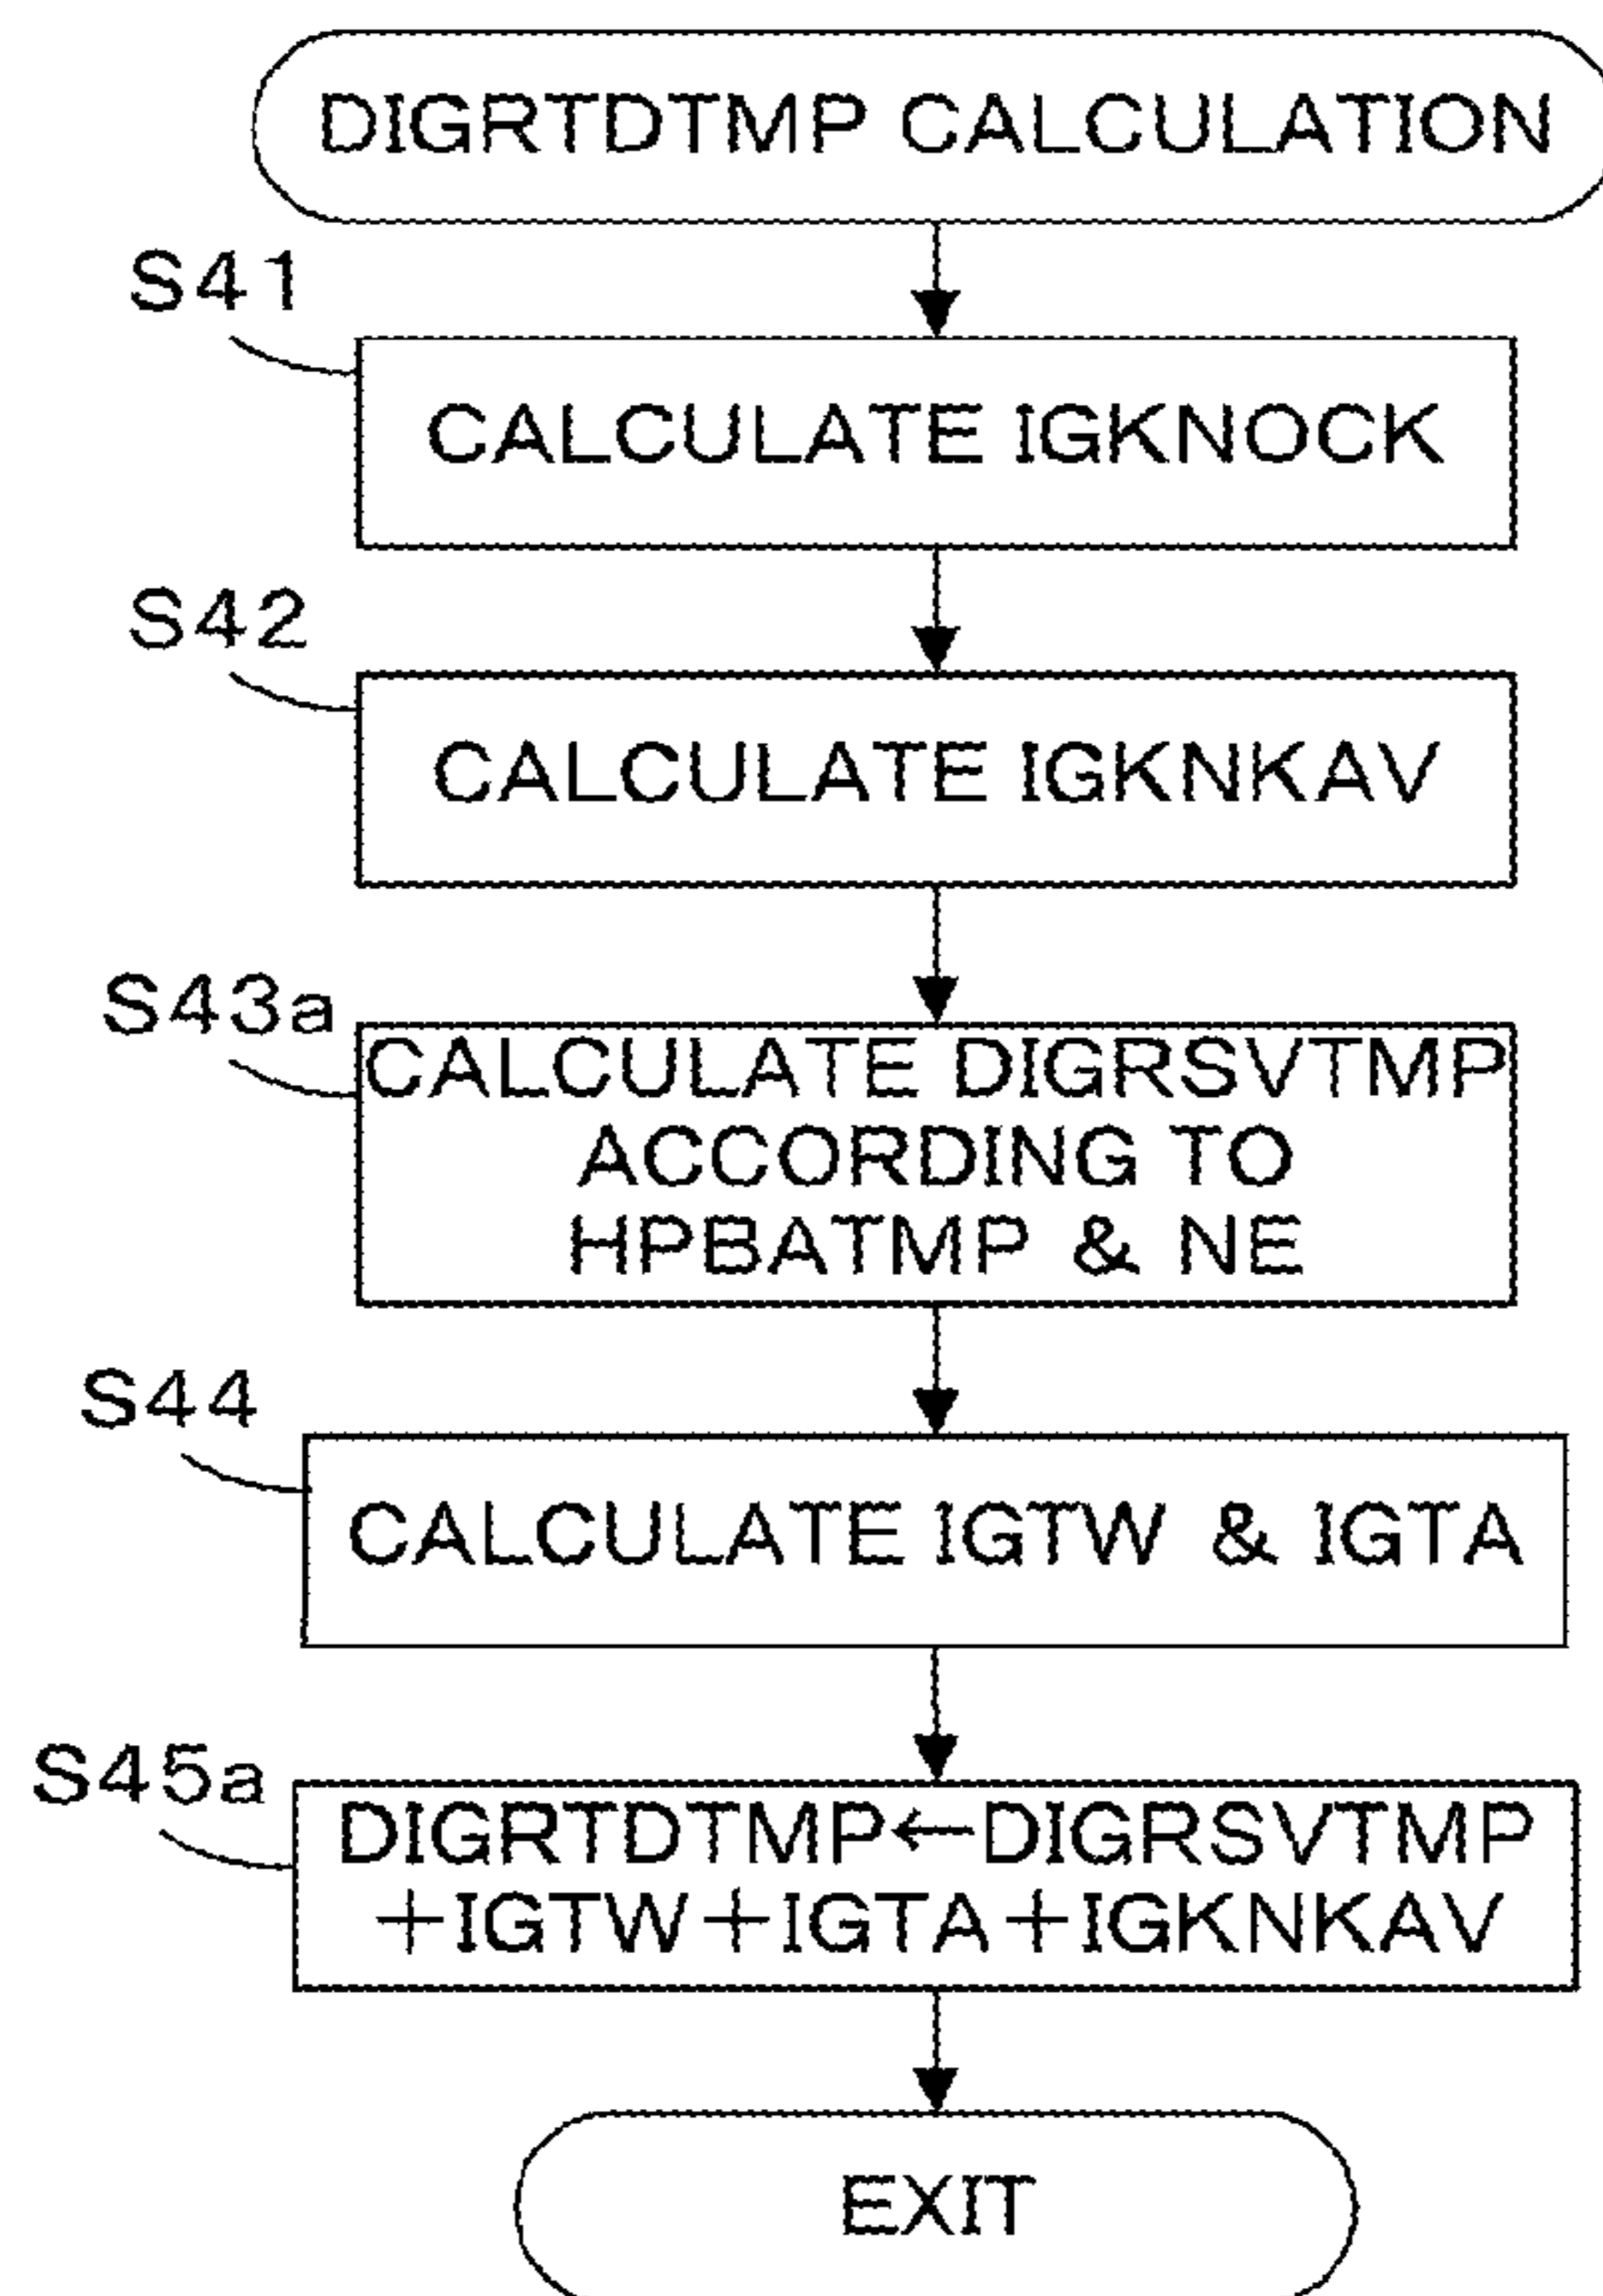 DIGRTDTMP CALCULATION
S41
CALCULATE IGKNOCK
S42
CALCULATE IGKNKAV
S43a
CALCULATE DIGRSVTMP
ACCORDING TO
HPBATMP & NE
S44
CALCULATE IGTW & IGTA
S45a
DIGRTDTMP←DIGRSVTMP
+IGTW+IGTA+IGKNKAV
EXIT